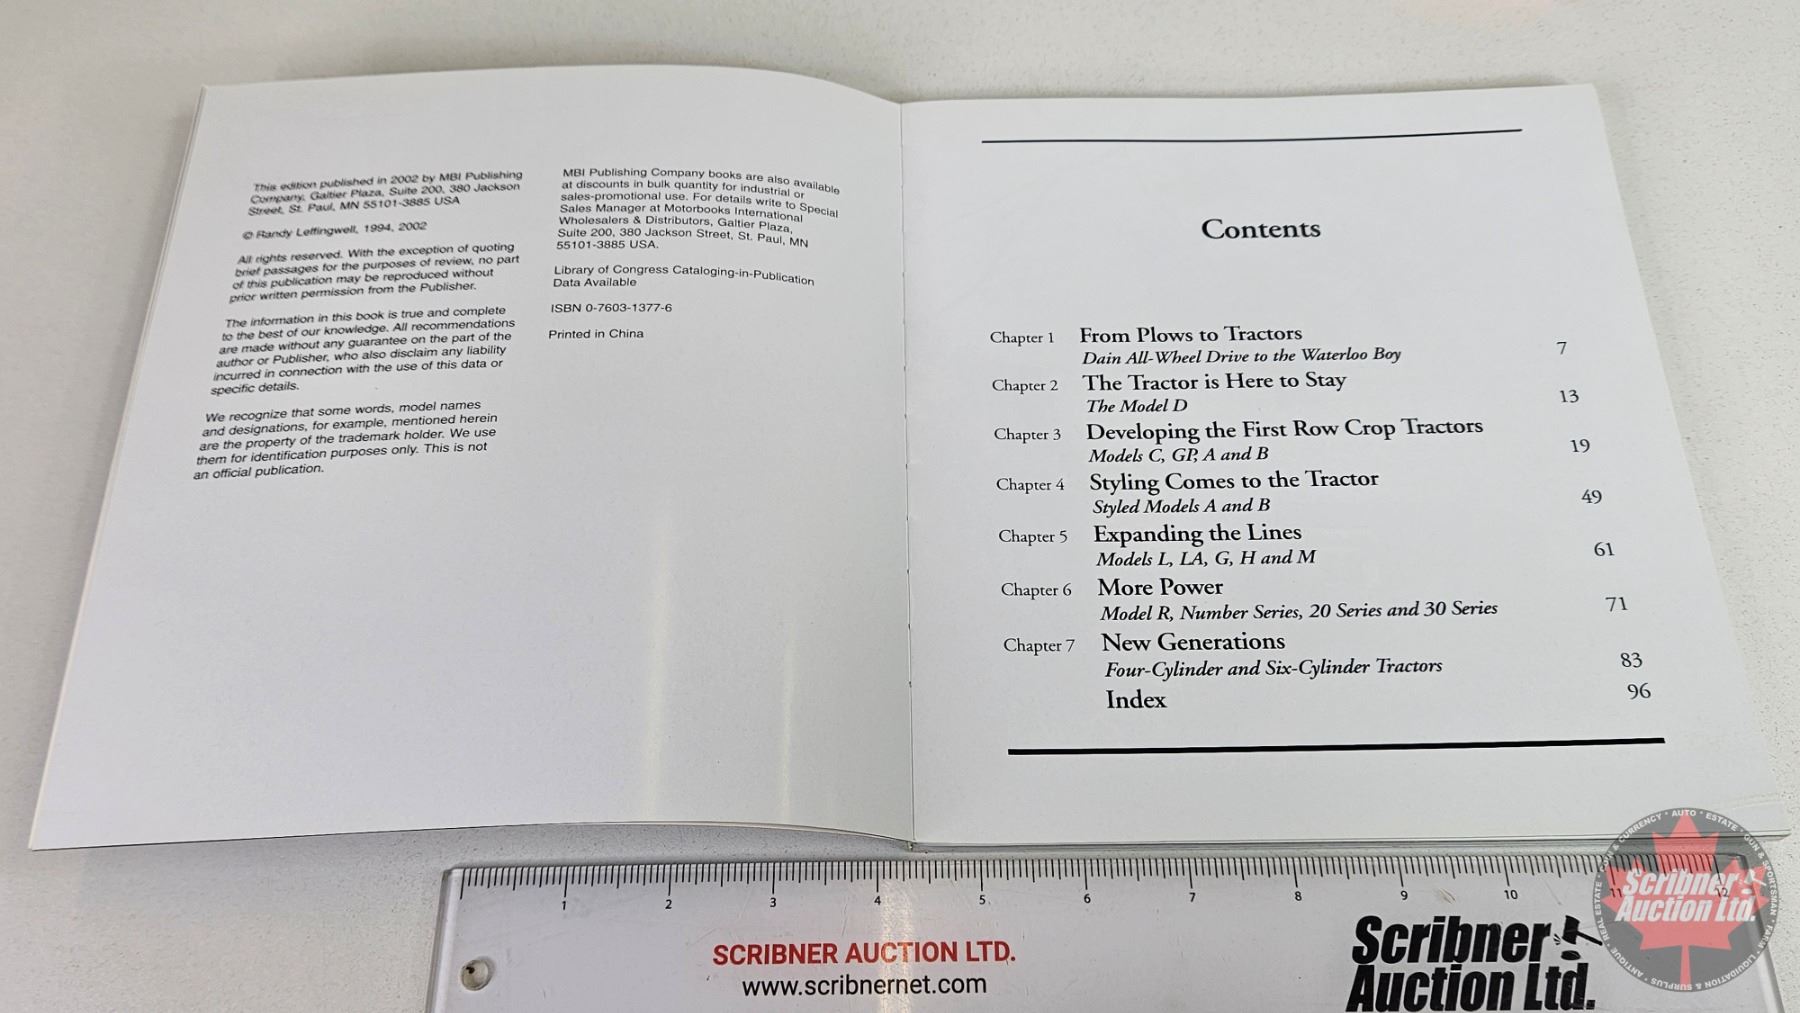 This edition published in 2002 by MBI Publishing
Company, Galtier Plaza, Suite 200, 380 Jackson
Street, St. Paul, MN 55101-3885 USA
© Randy Leffingwell, 1994, 2002
All rights reserved. With the exception of quoting
brief passages for the purposes of review, no part
of this publication may be reproduced without
prior written permission from the Publisher.
The information in this book is true and complete
to the best of our knowledge. All recommendations
are made without any guarantee on the part of the
author or Publisher, who also disclaim any liability
incurred in connection with the use of this data or
specific details.
We recognize that some words, model names
and designations, for example, mentioned herein
are the property of the trademark holder. We use
them for identification purposes only. This is not
an official publication.
MBI Publishing Company books are also available
at discounts in bulk quantity for industrial or
sales-promotional use. For details write to Special
Sales Manager at Motorbooks International
Wholesalers & Distributors, Galtier Plaza,
Suite 200, 380 Jackson Street, St. Paul, MN
55101-3885 USA.
Library of Congress Cataloging-in-Publication
Data Available
ISBN 0-7603-1377-6
Printed in China
Contents
Chapter 1 From Plows to Tractors
Dain All-Wheel Drive to the Waterloo Boy 7
Chapter 2 The Tractor is Here to Stay
The Model D 13
Chapter 3 Developing the First Row Crop Tractors
Models C, GP, A and B 19
Chapter 4 Styling Comes to the Tractor
Styled Models A and B 49
Chapter 5 Expanding the Lines
Models L, LA, G, H and M 61
Chapter 6 More Power
Model R, Number Series, 20 Series and 30 Series 71
Chapter 7 New Generations
Four-Cylinder and Six-Cylinder Tractors 83
Index 96
1 2 3 4 5 6 7 8 9 10 11 12
SCRIBNER AUCTION LTD.
www.scribnernet.com
Scribner
Auction Ltd.
Scribner
Auction Ltd.
CURRENCY • AUTO • ESTATE • GUN & SPORTSMAN • FARM • LIQUIDATION & SURPLUS • ANTIQUE • REAL ESTATE